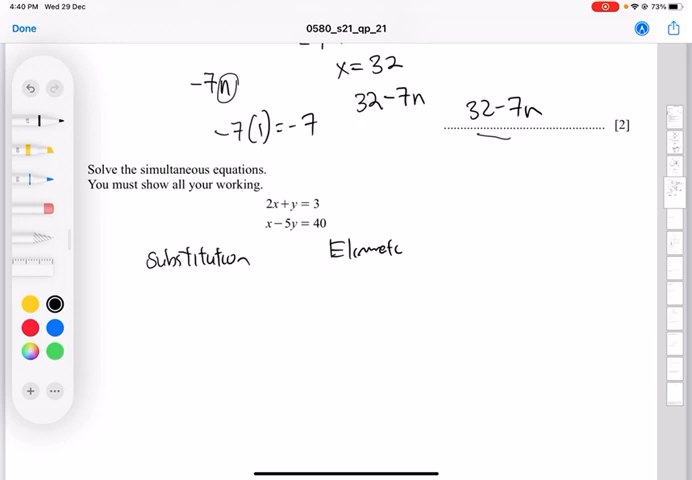 4:40 PM Wed 29 Dec
73%
Done
0580_s21_qp_21
x = 32
-7n
32-7n
-7(1) = -7
32-7n
[2]
Solve the simultaneous equations.
You must show all your working.
2x + y = 3
x − 5y = 40
Substitution